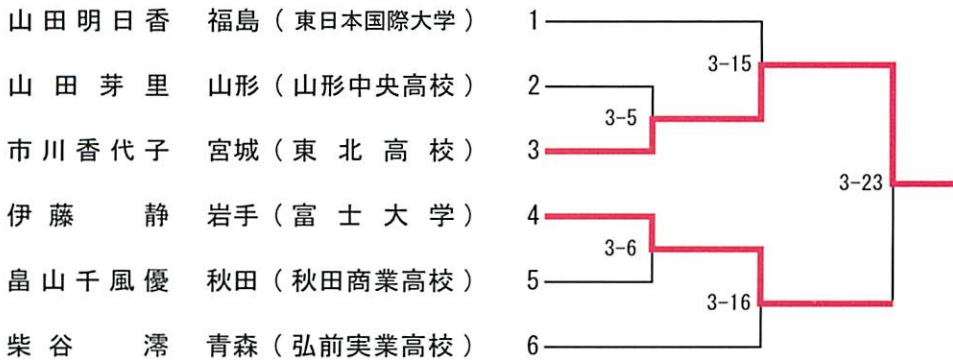 山田明日香 福島(東日本国際大学) 1
3-15
山田芽里 山形(山形中央高校) 2
3-5
市川香代子 宮城(東北高校) 3
3-23
伊藤静 岩手(富士大学) 4
3-6
畠山千風優 秋田(秋田商業高校) 5
3-16
柴谷澪 青森(弘前実業高校) 6